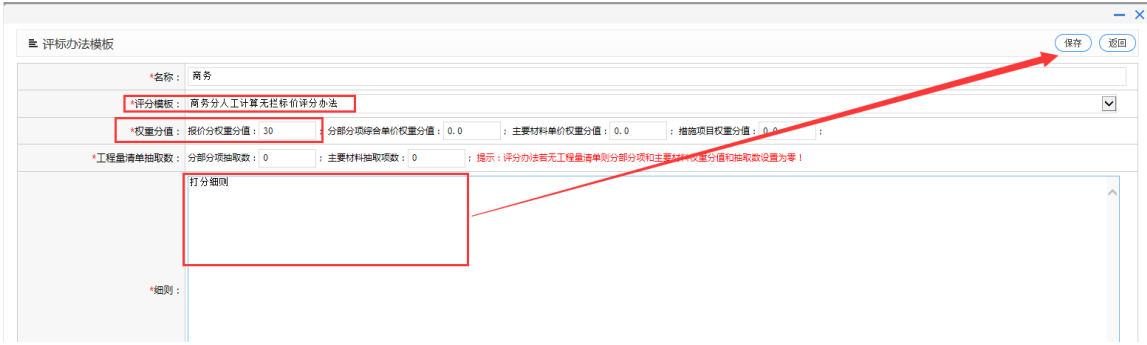 评标办法模板 保存 返回
*名称： 商务
*评分模板： 商务分人工计算无拦标价评分办法
*权重分值： 报价分权重分值：30 ；分部分项综合单价权重分值：0.0 ；主要材料单价权重分值：0.0 ；措施项目权重分值：0.0 ；
*工程量清单抽取数： 分部分项抽取数：0 ；主要材料抽取项数：0 ；提示：评分办法若无工程量清单则分部分项和主要材料权重分值和抽取数设置为零！
打分细则
*细则：